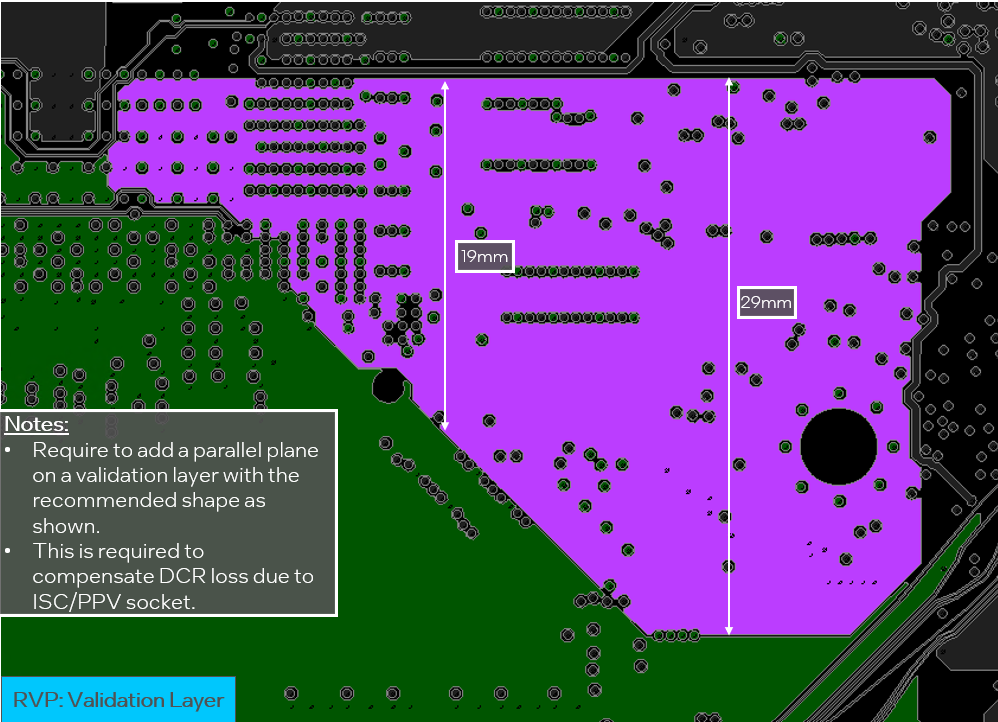 19mm
29mm
Notes:
• Require to add a parallel plane
on a validation layer with the
recommended shape as
shown.
• This is required to
compensate DCR loss due to
ISC/PPV socket.
RVP: Validation Layer